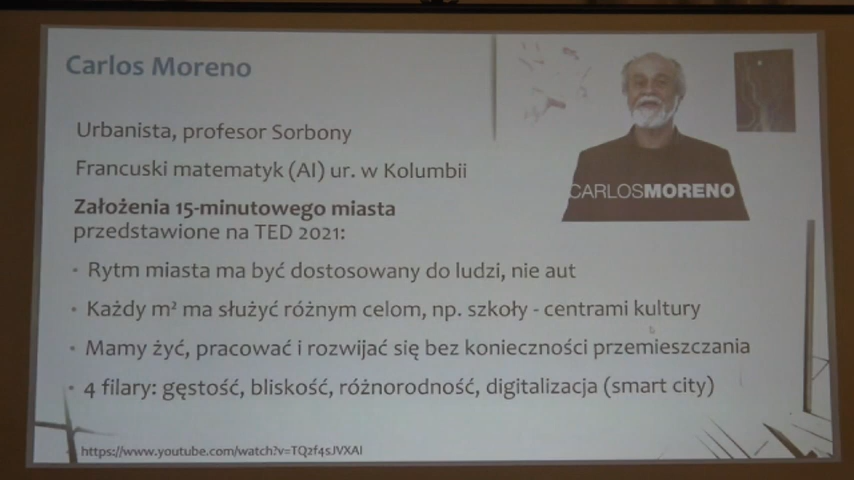 Carlos Moreno
Urbanista, profesor Sorbony
Francuski matematyk (AI) ur. w Kolumbii
Założenia 15-minutowego miasta
przedstawione na TED 2021:
• Rytm miasta ma być dostosowany do ludzi, nie aut
• Każdy m² ma służyć różnym celom, np. szkoły - centrami kultury
• Mamy żyć, pracować i rozwijać się bez konieczności przemieszczania
• 4 filary: gęstość, bliskość, różnorodność, digitalizacja (smart city)
https://www.youtube.com/watch?v=TQ2f4sJVXAI
CARLOSMORENO